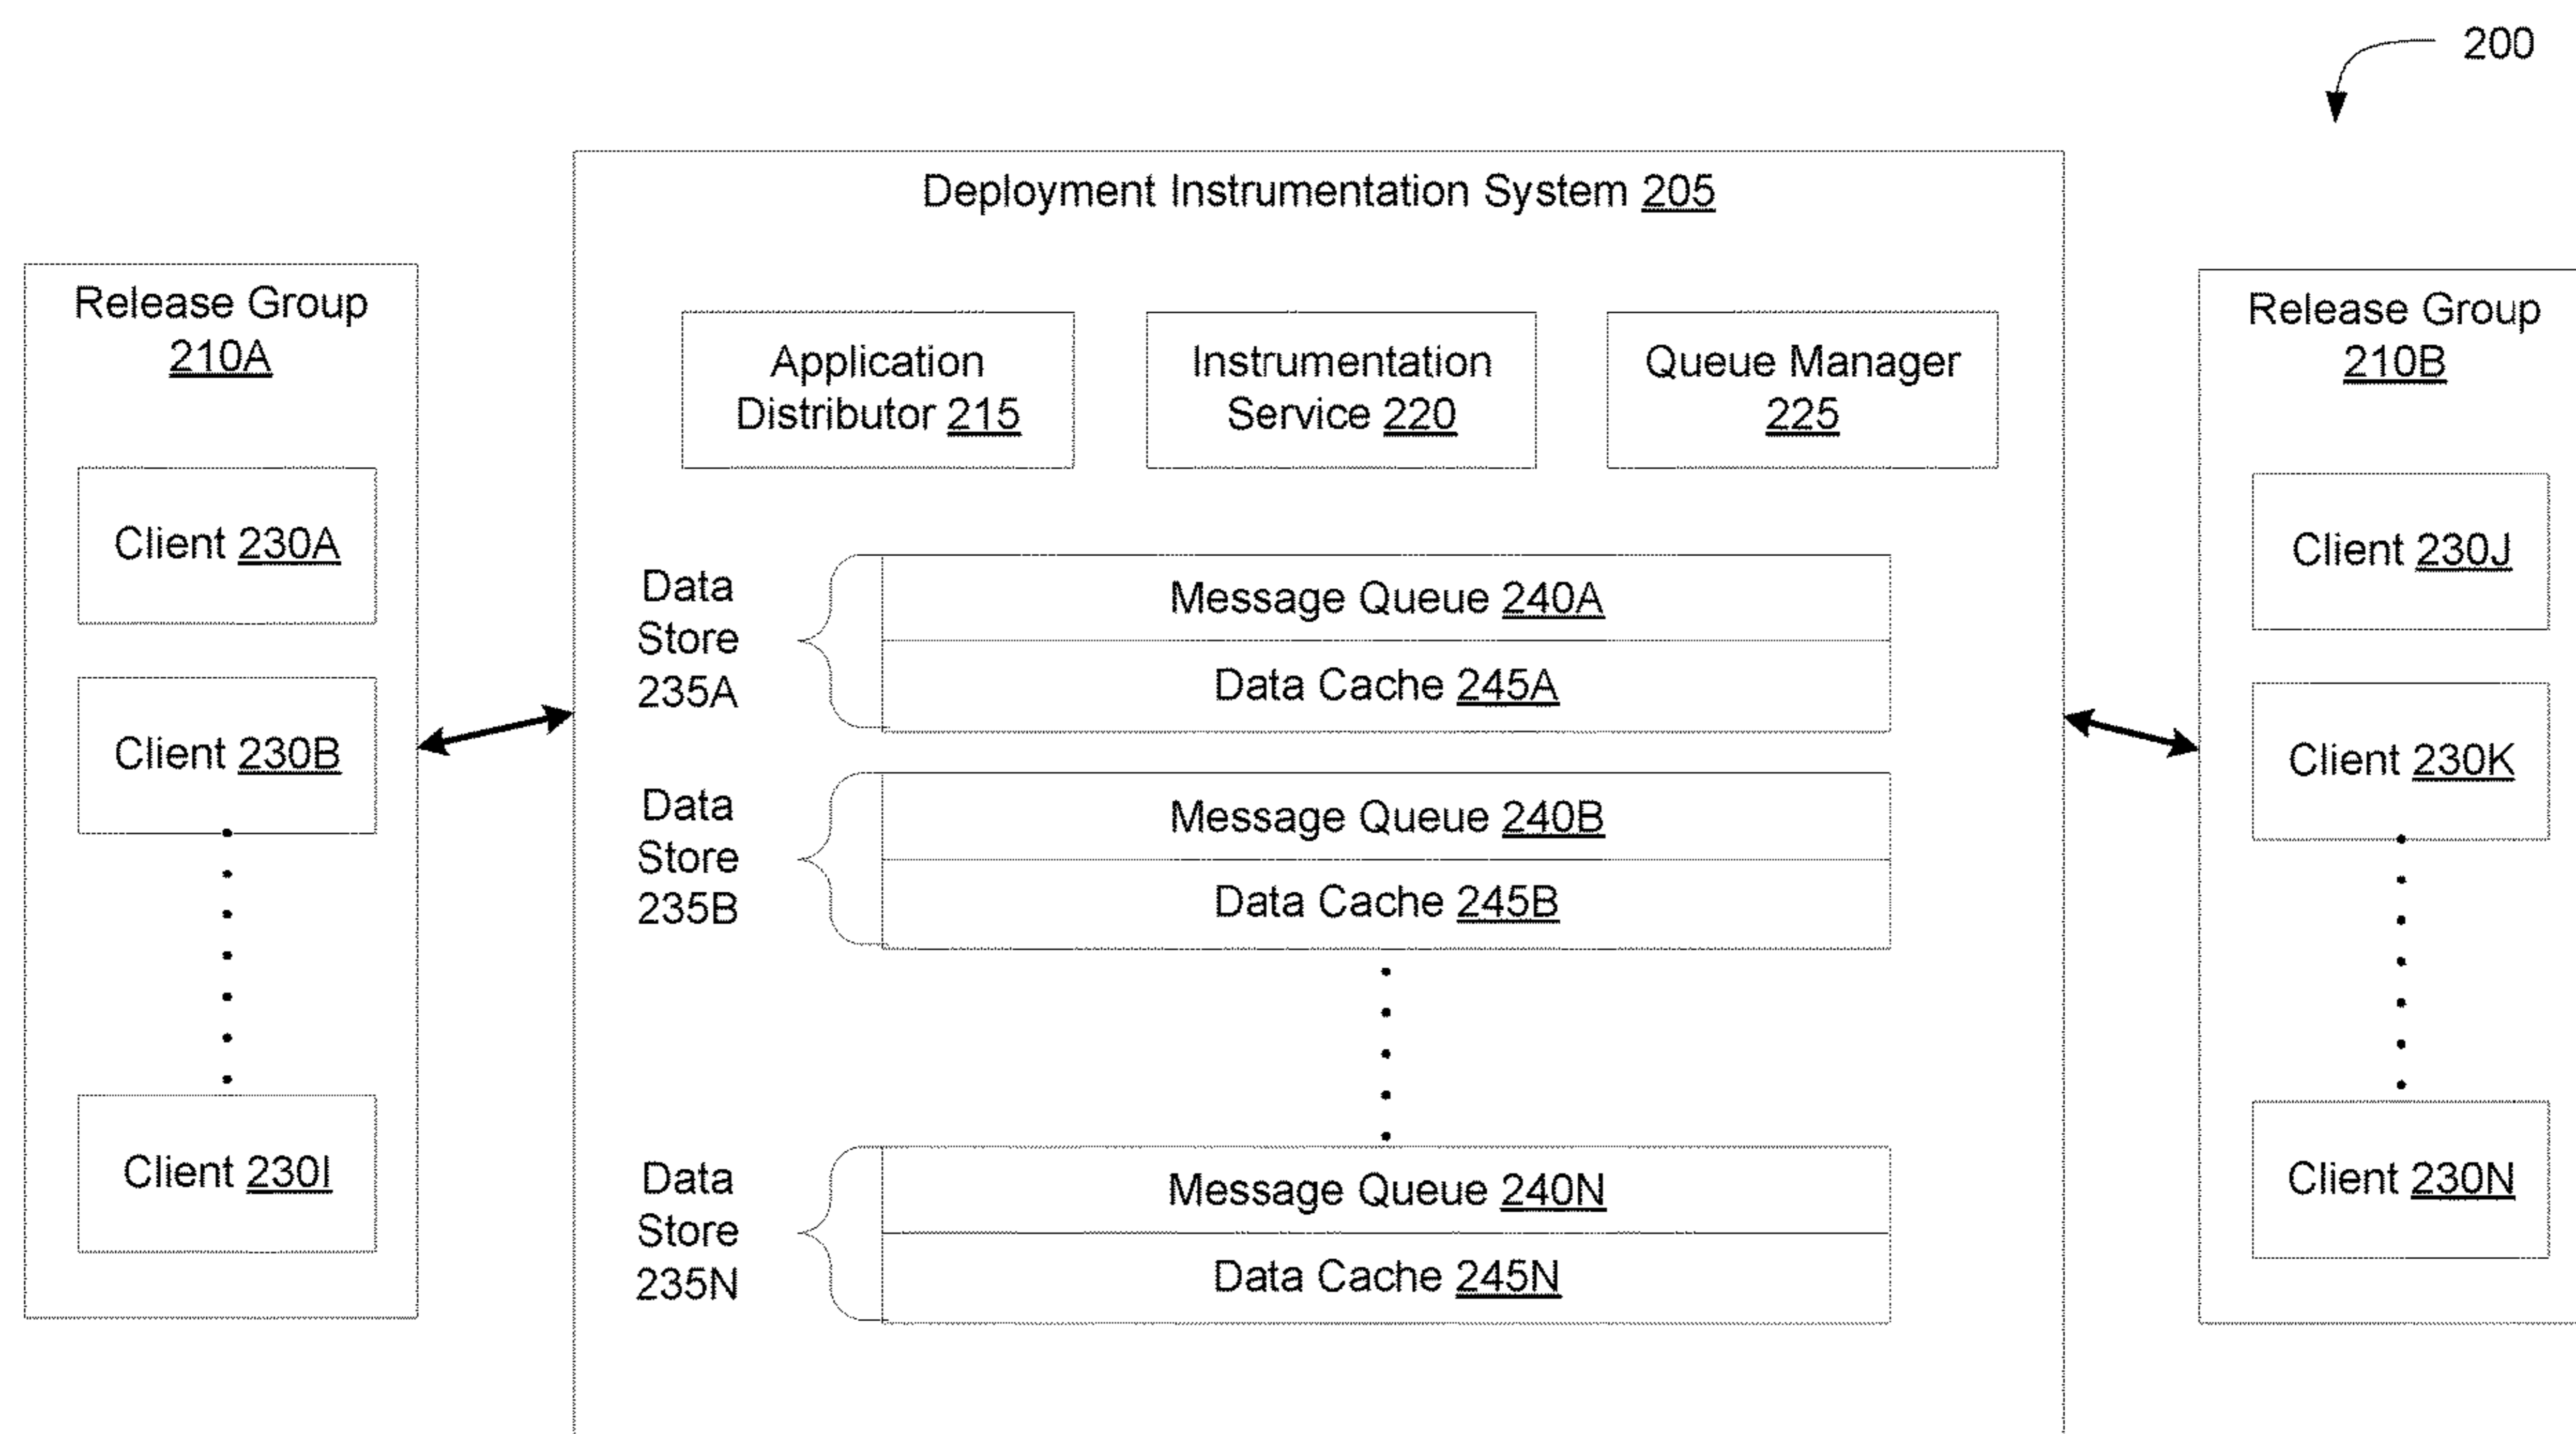 200
Deployment Instrumentation System 205
Release Group
210A
Client 230A
Client 230B
Client 230I
Application
Distributor 215
Instrumentation
Service 220
Queue Manager
225
Data
Store
235A
Message Queue 240A
Data Cache 245A
Data
Store
235B
Message Queue 240B
Data Cache 245B
Data
Store
235N
Message Queue 240N
Data Cache 245N
Release Group
210B
Client 230J
Client 230K
Client 230N